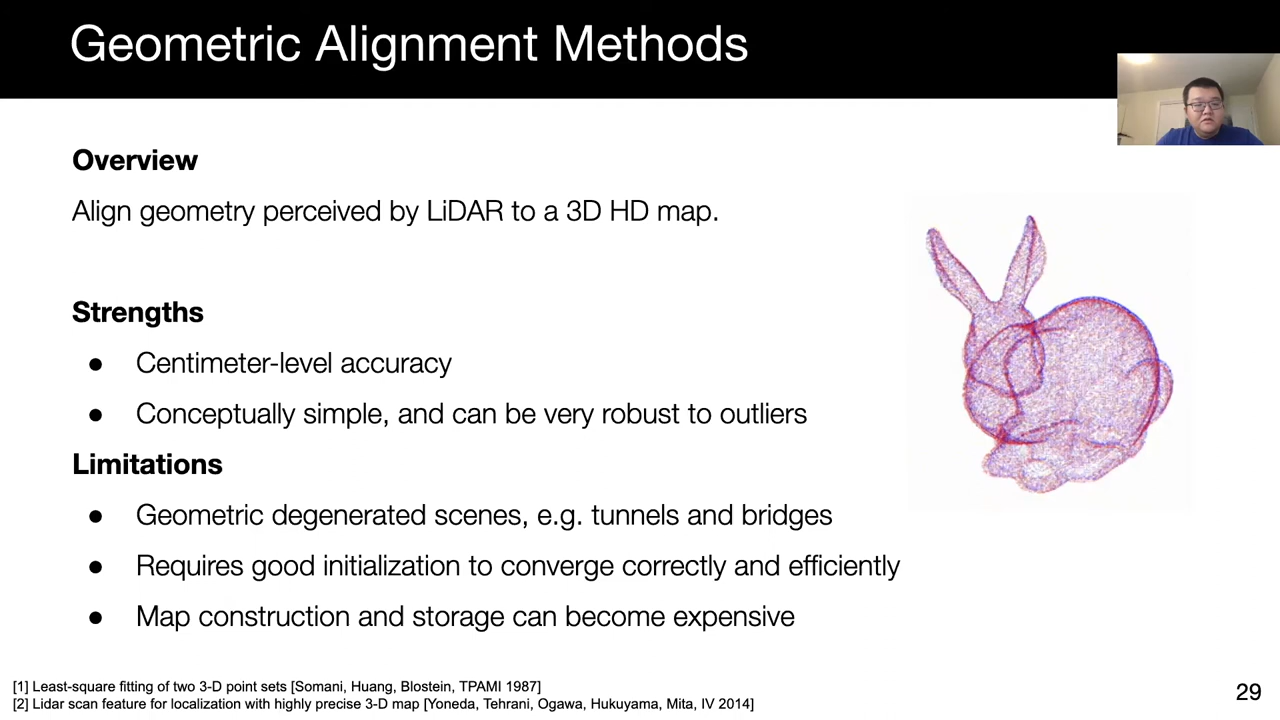 Geometric Alignment Methods
Overview
Align geometry perceived by LiDAR to a 3D HD map.
Strengths
● Centimeter-level accuracy
● Conceptually simple, and can be very robust to outliers
Limitations
● Geometric degenerated scenes, e.g. tunnels and bridges
● Requires good initialization to converge correctly and efficiently
● Map construction and storage can become expensive
[1] Least-square fitting of two 3-D point sets [Somani, Huang, Blostein, TPAMI 1987]
[2] Lidar scan feature for localization with highly precise 3-D map [Yoneda, Tehrani, Ogawa, Hukuyama, Mita, IV 2014]
29